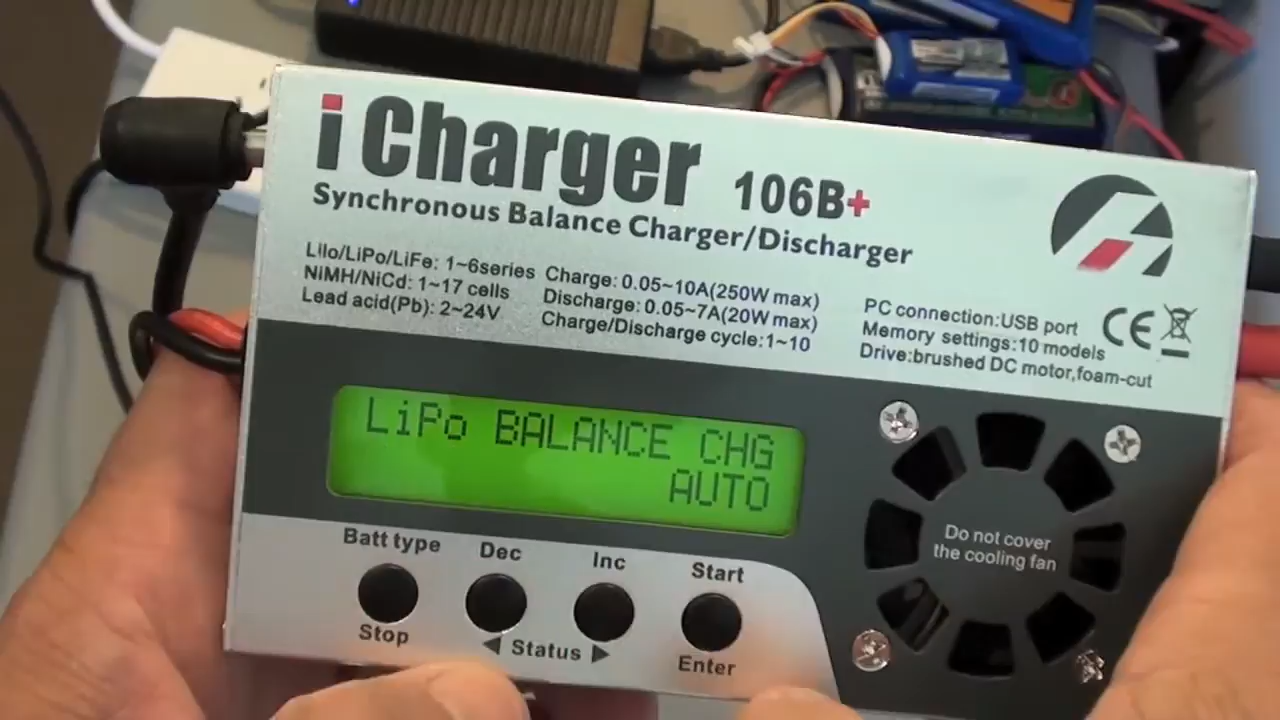 iCharger 106B+
Synchronous Balance Charger/Discharger
LiIo/LiPo/LiFe: 1~6series
NiMH/NiCd: 1~17 cells
Lead acid(Pb): 2~24V
Charge: 0.05~10A(250W max)
Discharge: 0.05~7A(20W max)
Charge/Discharge cycle:1~10
PC connection:USB port
Memory settings:10 models
Drive:brushed DC motor,foam-cut
CE
LiPo BALANCE CHG
AUTO
Do not cover
the cooling fan
Batt type Dec Inc Start
Stop ◀ Status ▶ Enter